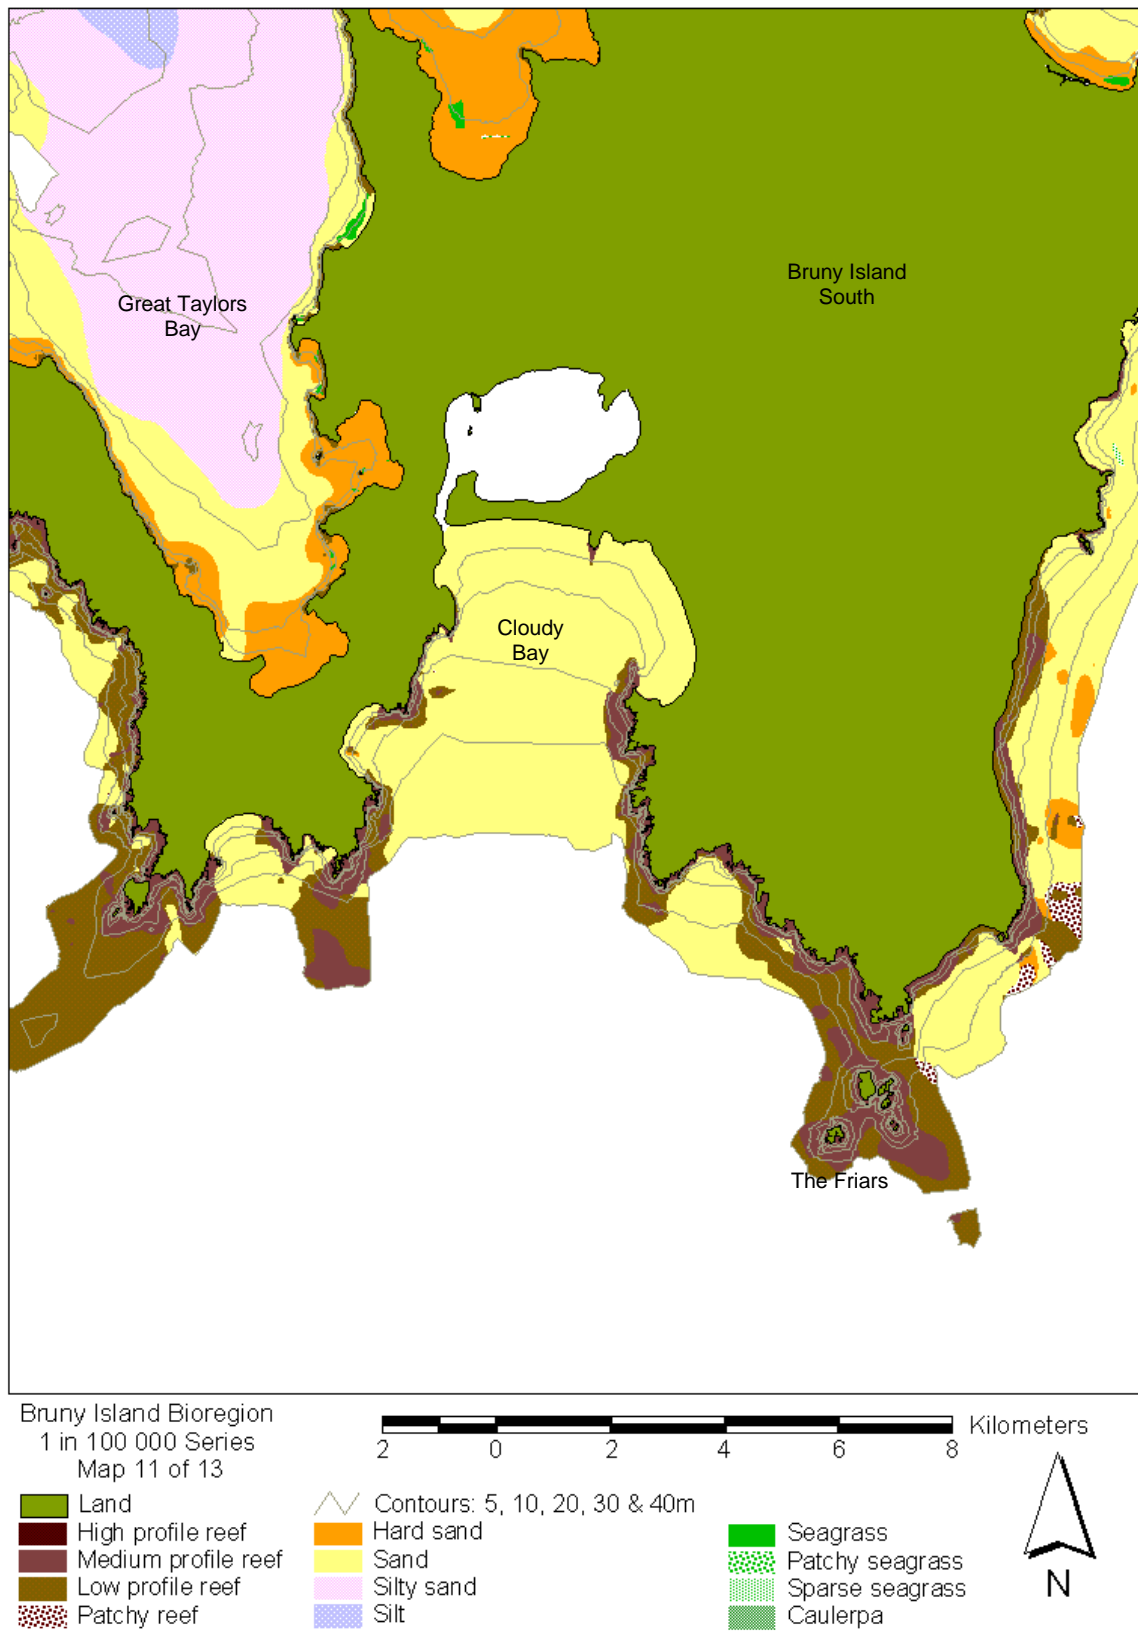 Bruny Island
South
Great Taylors
Bay
Cloudy
Bay
The Friars
Bruny Island Bioregion
1 in 100 000 Series
Map 11 of 13
2 0 2 4 6 8 Kilometers
Land
High profile reef
Medium profile reef
Low profile reef
Patchy reef
Contours: 5, 10, 20, 30 & 40m
Hard sand
Sand
Silty sand
Silt
Seagrass
Patchy seagrass
Sparse seagrass
Caulerpa
N